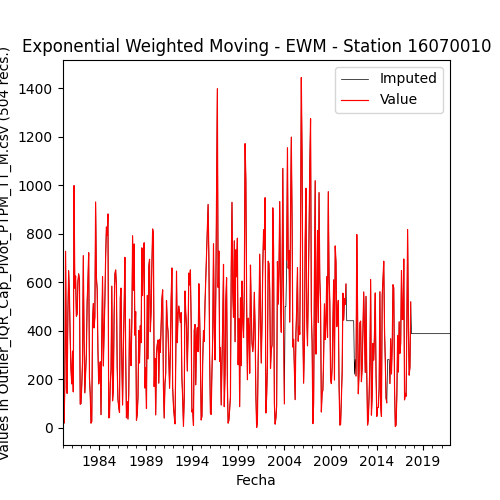 Exponential Weighted Moving - EWM - Station 16070010
Values in Outlier_IQR_Cap_Pivot_PTPM_TT_M.csv (504 recs.)
Imputed
Value
1400
1200
1000
800
600
400
200
0
1984 1989 1994 1999 2004 2009 2014 2019
Fecha